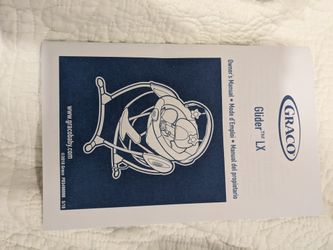 GRACO
Glider™ LX
Owner's Manual • Mode d'Emploi • Manual del propietario
www.gracobaby.com